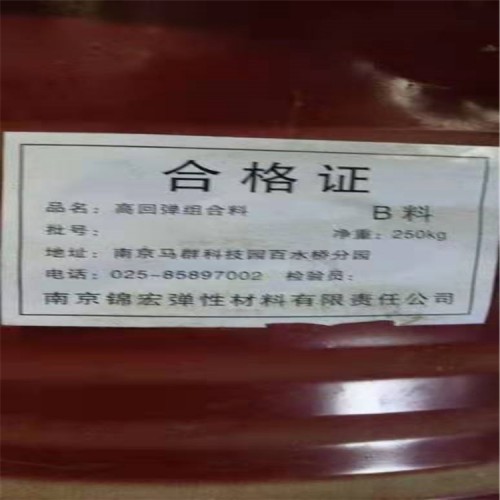 合格证
品名：高回弹组合料 B料
批号： 净重：250kg
地址：南京马群科技园百水桥分园
电话：025-85897002 检验员：
南京锦宏弹性材料有限责任公司